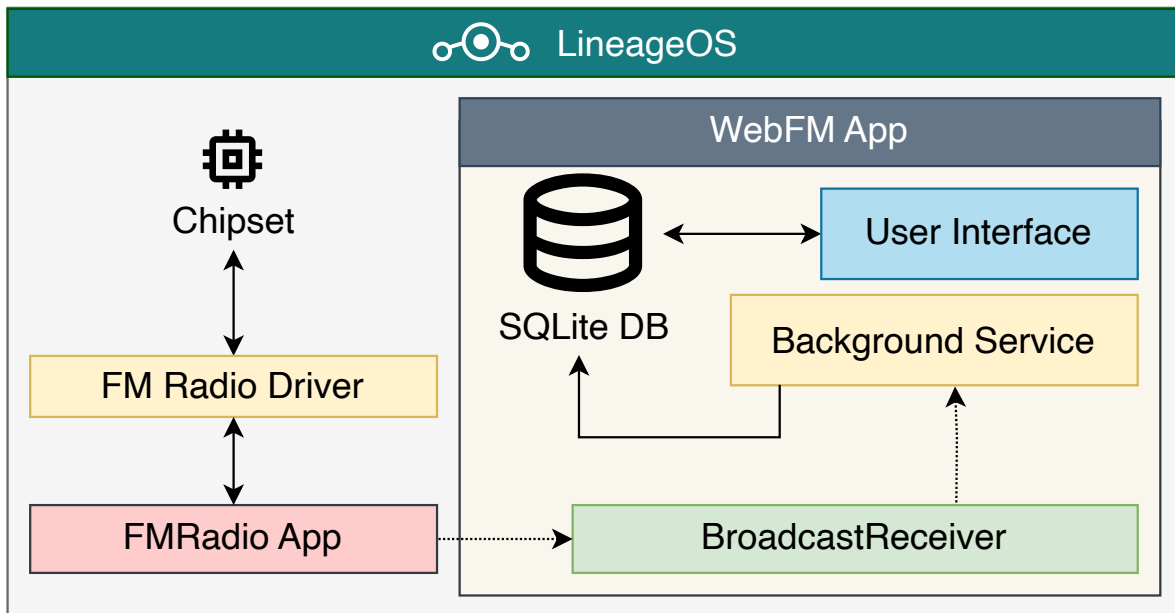 LineageOS
WebFM App
Chipset
User Interface
SQLite DB
Background Service
FM Radio Driver
FMRadio App
BroadcastReceiver